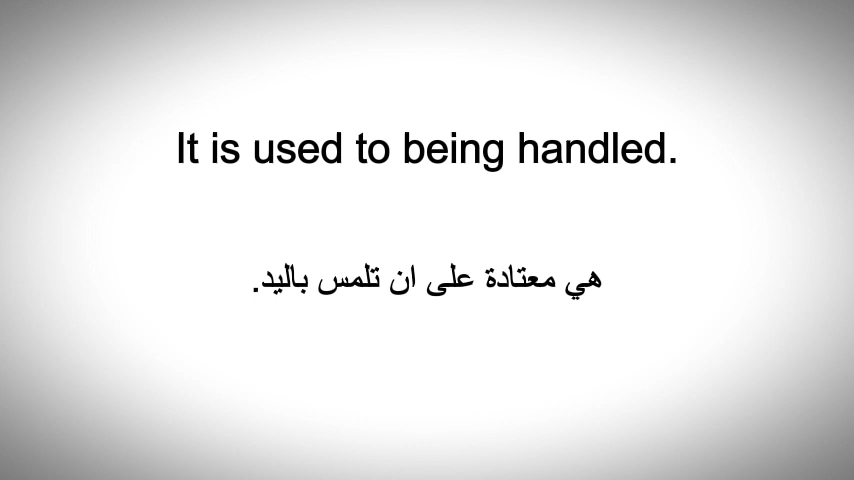 It is used to being handled.
هي معتادة على ان تلمس باليد.